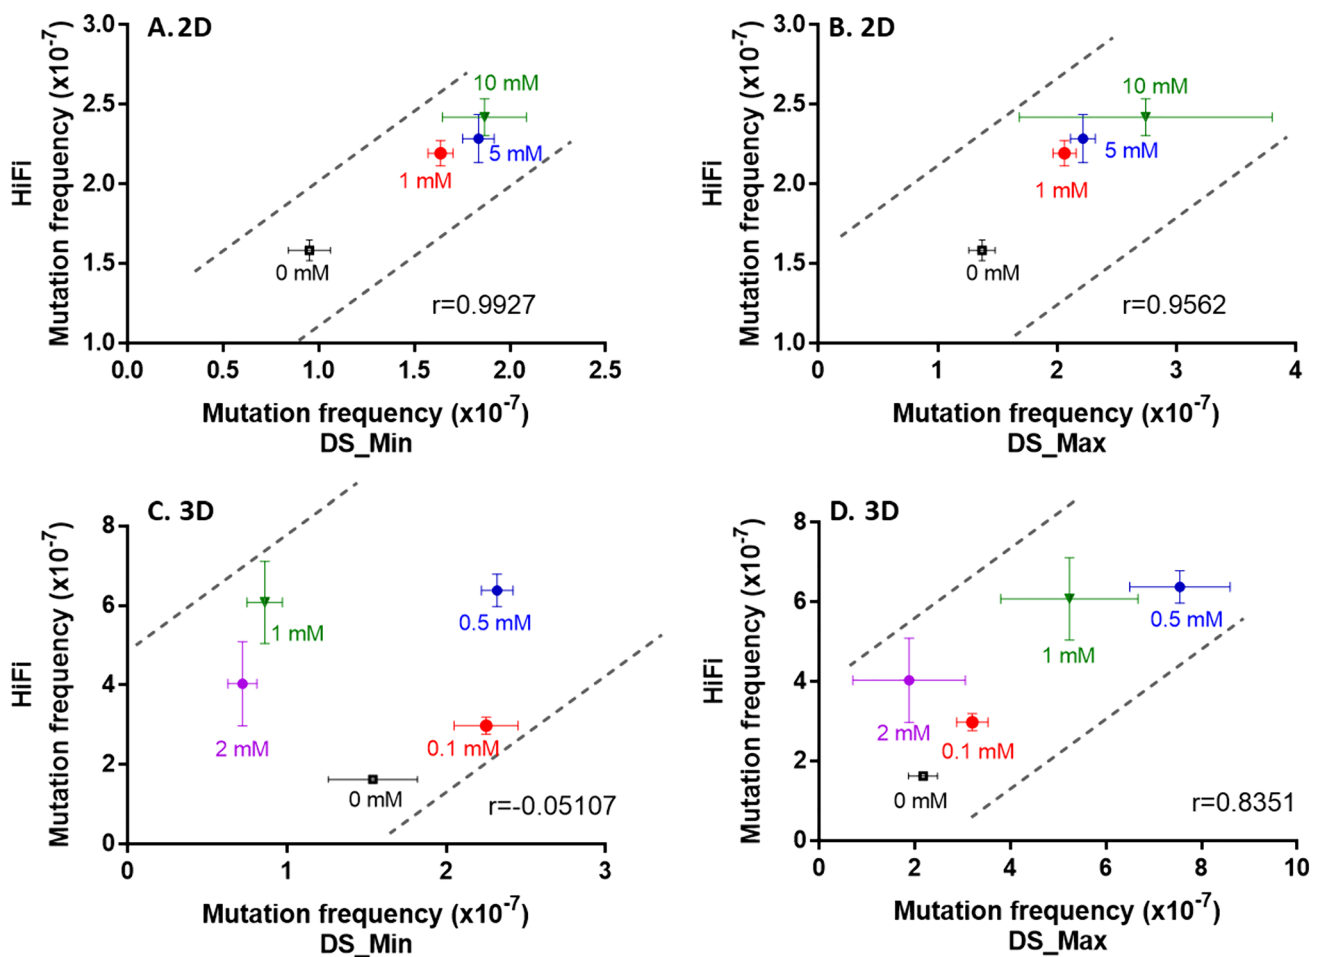 A. 2D
HiFi
Mutation frequency (x10-7)
3.0
2.5
2.0
1.5
1.0
10 mM
5 mM
1 mM
0 mM
r=0.9927
0.0 0.5 1.0 1.5 2.0 2.5
Mutation frequency (x10-7)
DS_Min
B. 2D
HiFi
Mutation frequency (x10-7)
3.0
2.5
2.0
1.5
1.0
10 mM
5 mM
1 mM
0 mM
r=0.9562
0 1 2 3 4
Mutation frequency (x10-7)
DS_Max
C. 3D
HiFi
Mutation frequency (x10-7)
8
6
4
2
0
1 mM
0.5 mM
2 mM
0.1 mM
0 mM
r=-0.05107
0 1 2 3
Mutation frequency (x10-7)
DS_Min
D. 3D
HiFi
Mutation frequency (x10-7)
8
6
4
2
0
0.5 mM
1 mM
2 mM
0.1 mM
0 mM
r=0.8351
0 2 4 6 8 10
Mutation frequency (x10-7)
DS_Max